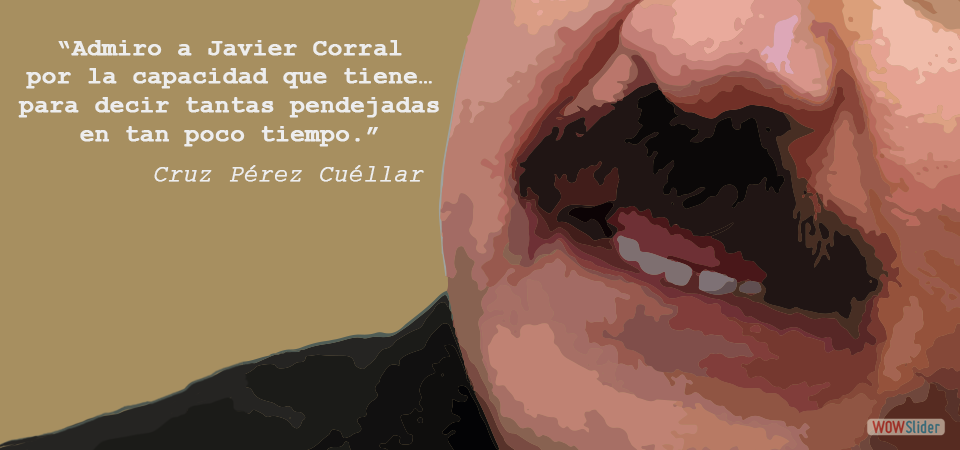 “Admiro a Javier Corral
por la capacidad que tiene…
para decir tantas pendejadas
en tan poco tiempo.”
Cruz Pérez Cuéllar
WOWSlider